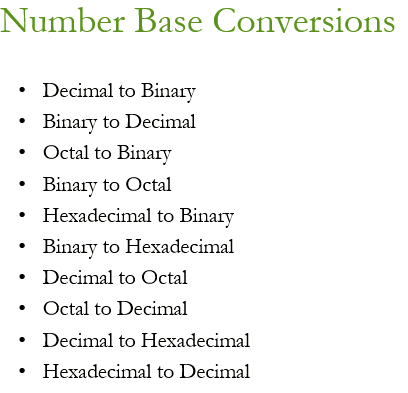 Number Base Conversions
• Decimal to Binary
• Binary to Decimal
• Octal to Binary
• Binary to Octal
• Hexadecimal to Binary
• Binary to Hexadecimal
• Decimal to Octal
• Octal to Decimal
• Decimal to Hexadecimal
• Hexadecimal to Decimal